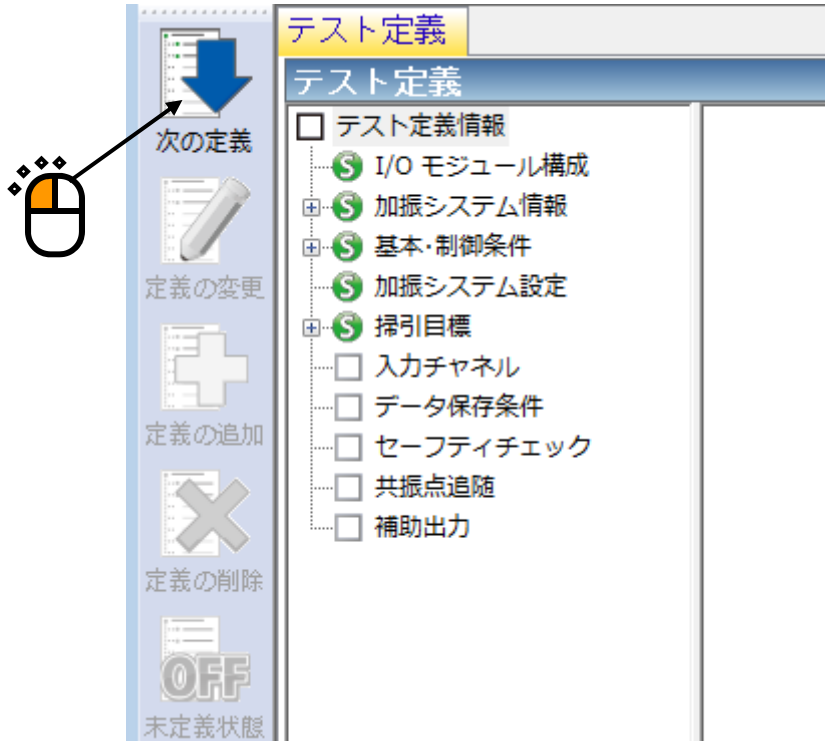 テスト定義
テスト定義
次の定義
定義の変更
定義の追加
定義の削除
OFF
未定義状態
テスト定義情報
I/O モジュール構成
加振システム情報
基本・制御条件
加振システム設定
掃引目標
入力チャネル
データ保存条件
セーフティチェック
共振点追随
補助出力